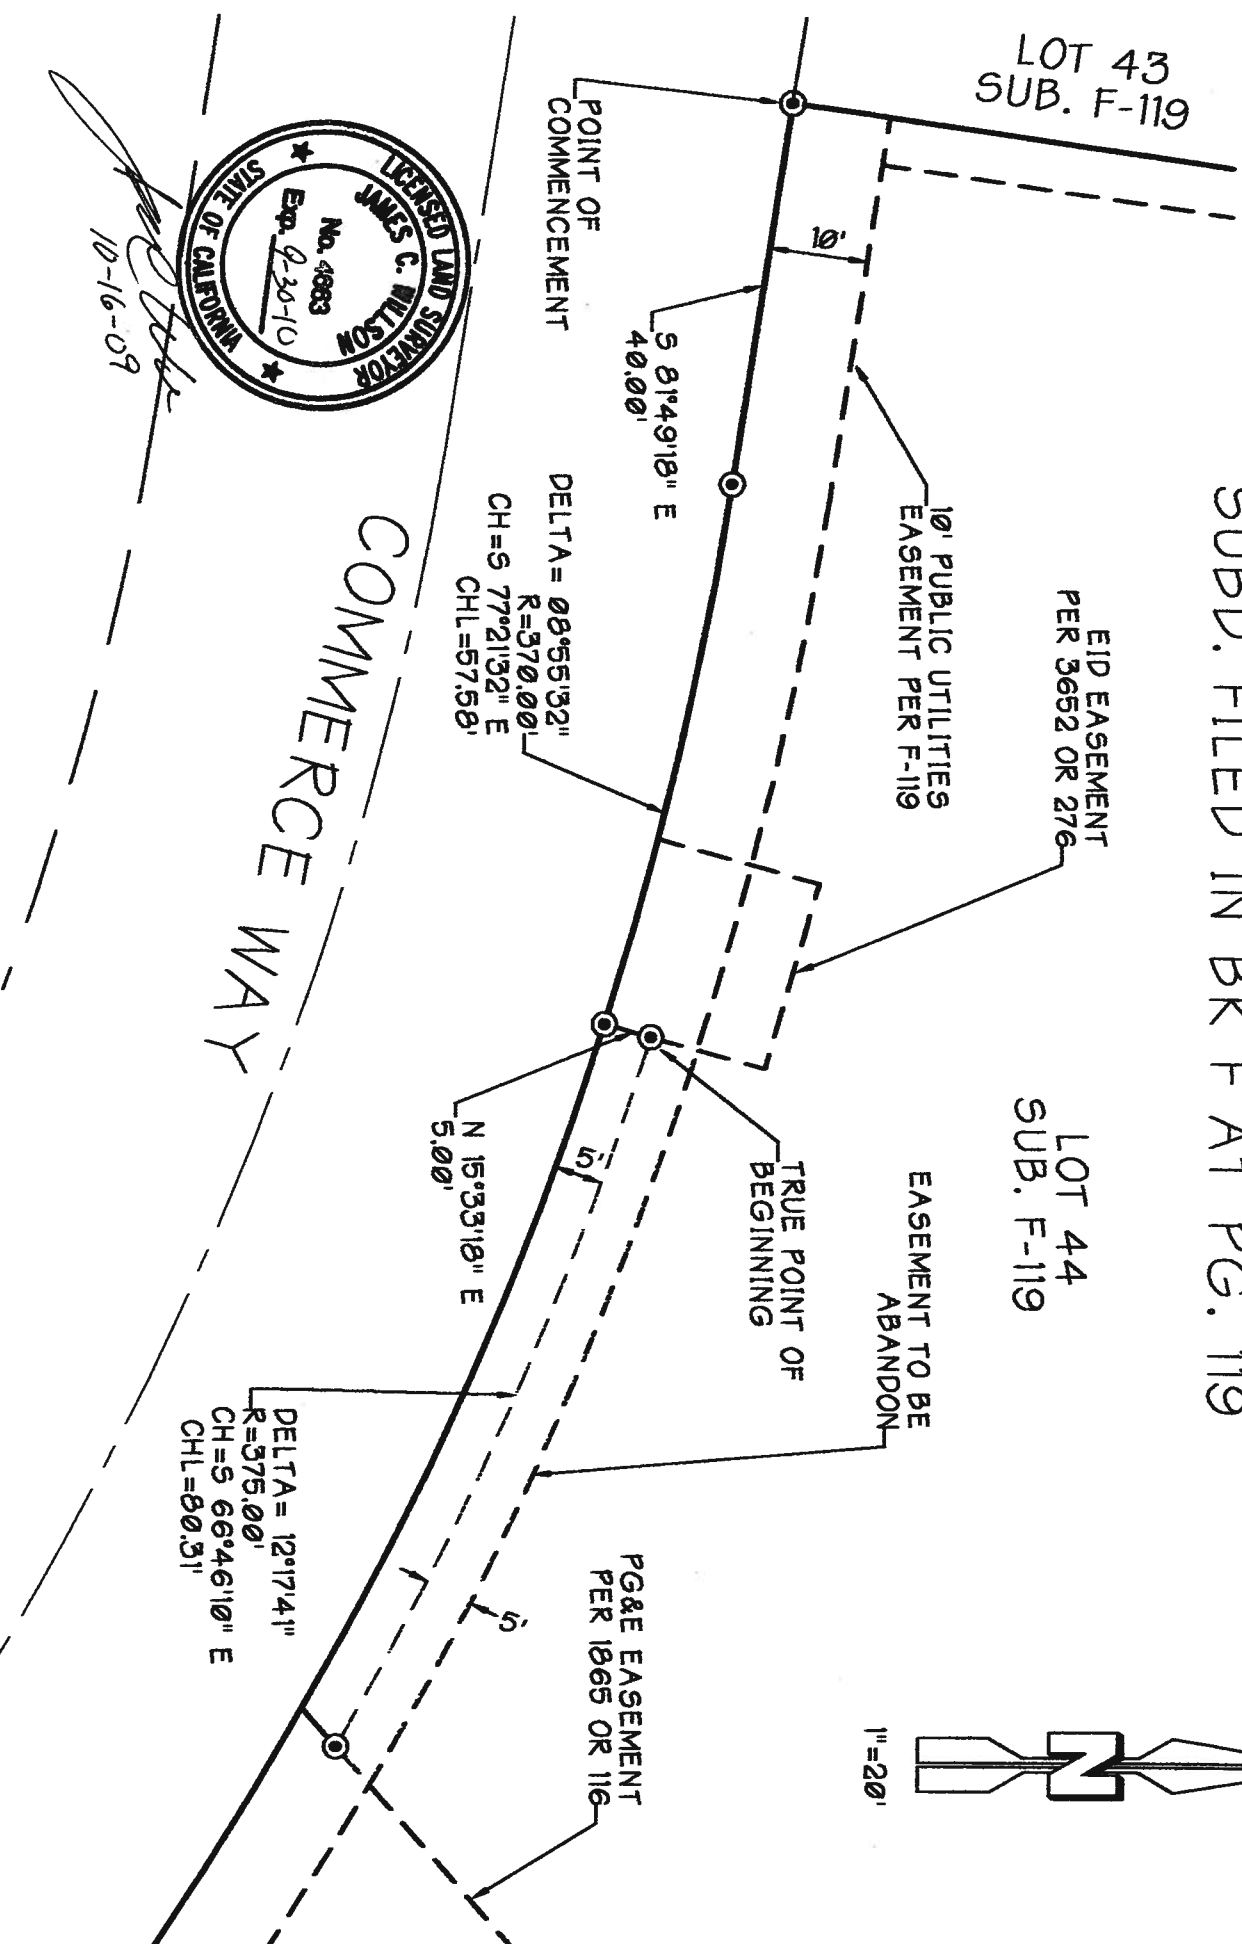 SUBD. FILED IN BK F AT PG. 119
LOT 43
SUB. F-119
10'
10' PUBLIC UTILITIES
EASEMENT PER F-119
EID EASEMENT
PER 3652 OR 276
LOT 44
SUB. F-119
POINT OF
COMMENCEMENT
S 81°49'18" E
40.00'
DELTA= 08°55'32"
R=370.00'
CH=S 77°21'32" E
CHL=57.58'
TRUE POINT OF
BEGINNING
N 15°33'18" E
5.00'
5'
EASEMENT TO BE
ABANDON
DELTA= 12°17'41"
R=375.00'
CH=S 66°46'10" E
CHL=80.31'
5'
PG&E EASEMENT
PER 1865 OR 116
1"=20'
N
COMMERCE WAY
LICENSED LAND SURVEYOR
JAMES C. WILLSON
No. 4663
Exp. 9-30-10
STATE OF CALIFORNIA
10-16-09